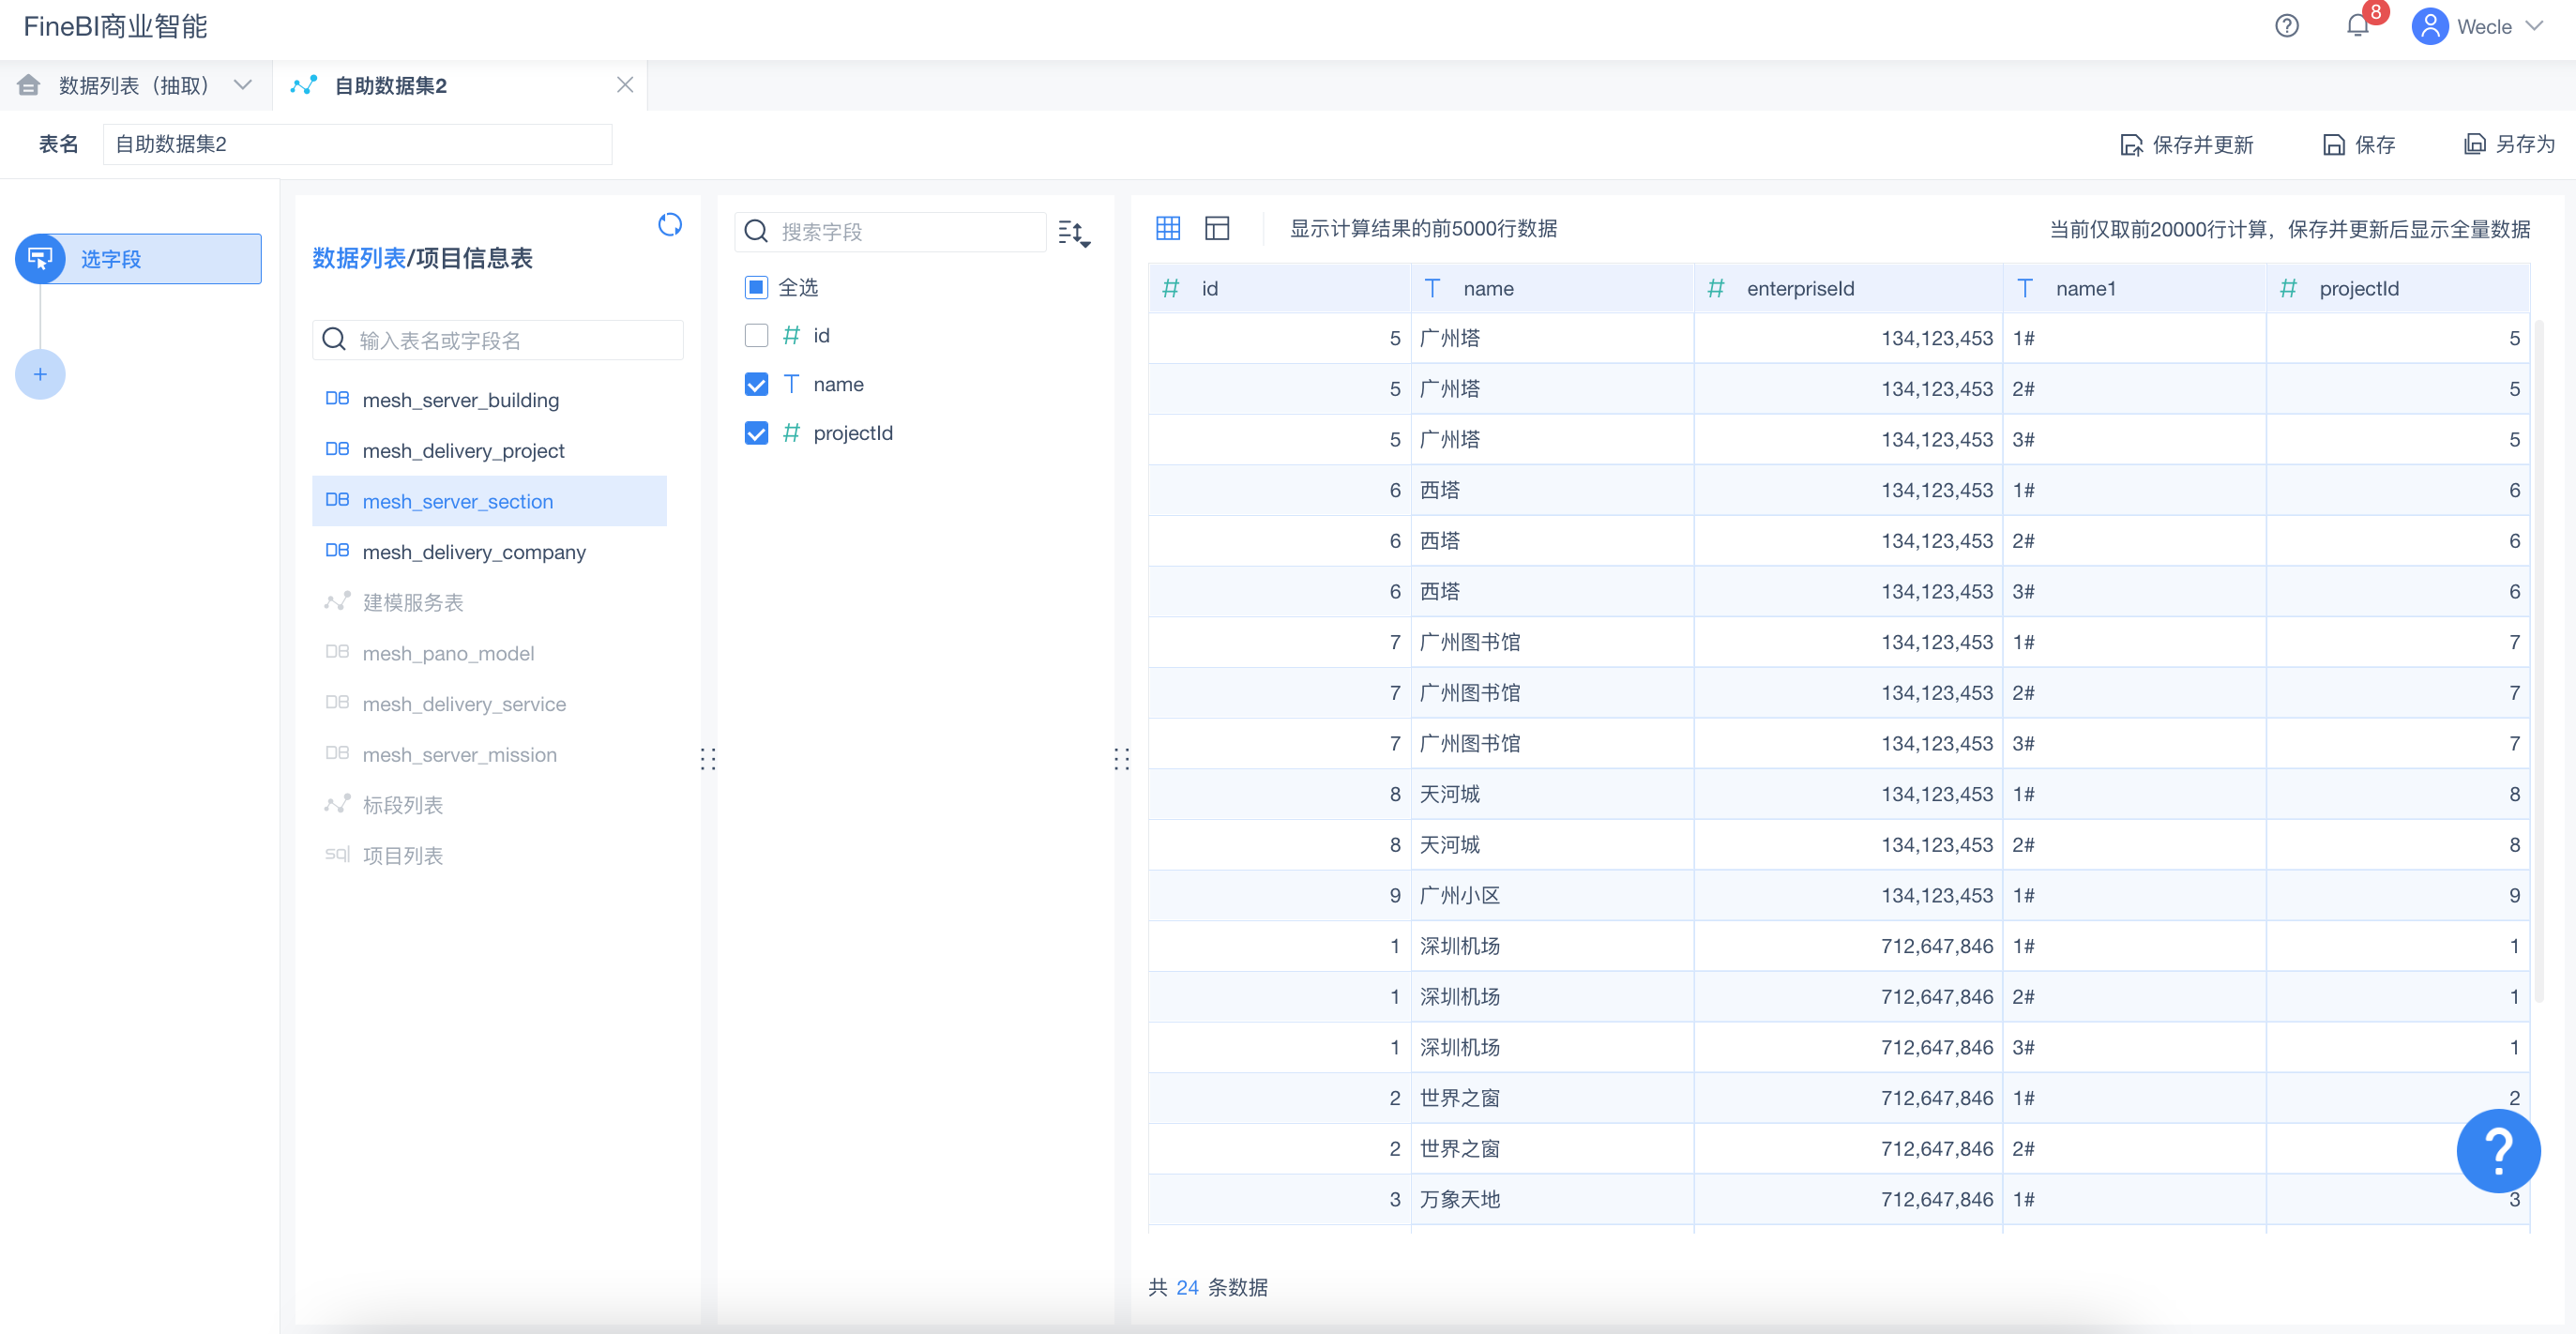 FineBI商业智能
8
Wecle
数据列表（抽取）
自助数据集2
表名
自助数据集2
保存并更新
保存
另存为
选字段
+
数据列表/项目信息表
输入表名或字段名
DB mesh_server_building
DB mesh_delivery_project
DB mesh_server_section
DB mesh_delivery_company
建模服务表
DB mesh_pano_model
DB mesh_delivery_service
DB mesh_server_mission
标段列表
sql 项目列表
搜索字段
全选
# id
T name
# projectId
显示计算结果的前5000行数据
当前仅取前20000行计算，保存并更新后显示全量数据
# id T name # enterpriseId T name1 # projectId
5 广州塔 134,123,453 1# 5
5 广州塔 134,123,453 2# 5
5 广州塔 134,123,453 3# 5
6 西塔 134,123,453 1# 6
6 西塔 134,123,453 2# 6
6 西塔 134,123,453 3# 6
7 广州图书馆 134,123,453 1# 7
7 广州图书馆 134,123,453 2# 7
7 广州图书馆 134,123,453 3# 7
8 天河城 134,123,453 1# 8
8 天河城 134,123,453 2# 8
9 广州小区 134,123,453 1# 9
1 深圳机场 712,647,846 1# 1
1 深圳机场 712,647,846 2# 1
1 深圳机场 712,647,846 3# 1
2 世界之窗 712,647,846 1# 2
2 世界之窗 712,647,846 2#
3 万象天地 712,647,846 1# 3
?
共 24 条数据